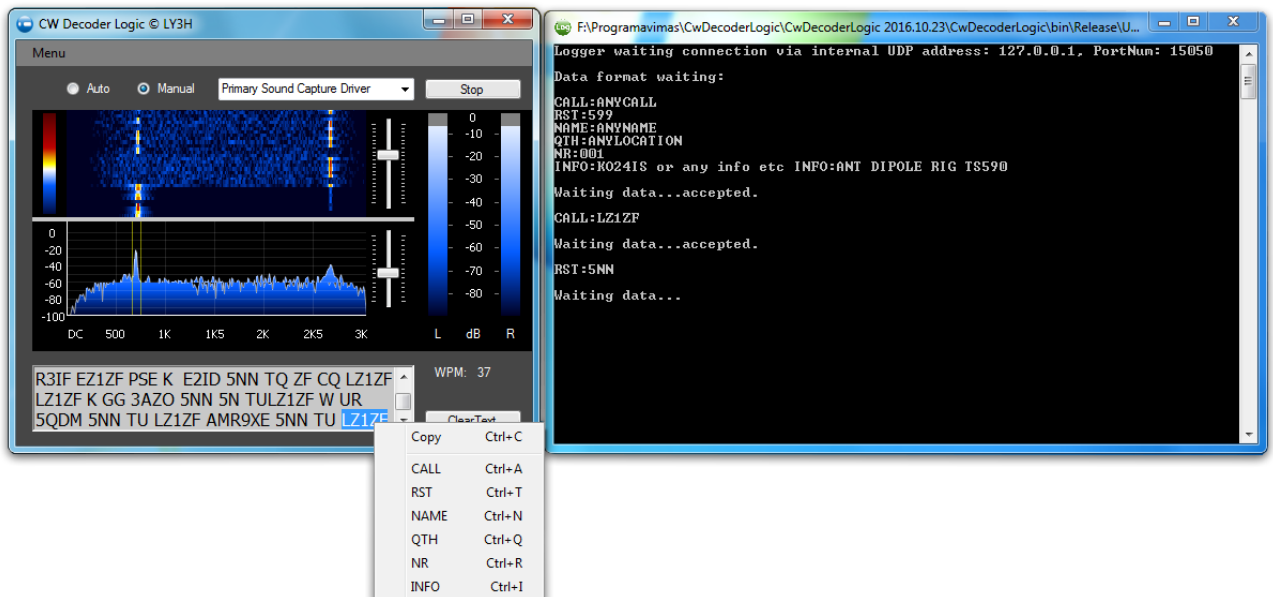 CW Decoder Logic © LY3H
Menu
Auto Manual Primary Sound Capture Driver Stop
0
-10
-20
-30
-40
-50
-60
-70
-80
0
-20
-40
-60
-80
-100
DC 500 1K 1K5 2K 2K5 3K
L dB R
R3IF EZ1ZF PSE K E2ID 5NN TQ ZF CQ LZ1ZF
LZ1ZF K GG 3AZO 5NN 5N TULZ1ZF W UR
5QDM 5NN TU LZ1ZF AMR9XE 5NN TU LZ1ZF
WPM: 37
ClearText
Copy Ctrl+C
CALL Ctrl+A
RST Ctrl+T
NAME Ctrl+N
QTH Ctrl+Q
NR Ctrl+R
INFO Ctrl+I
LOG
F:\Programavimas\CwDecoderLogic\CwDecoderLogic 2016.10.23\CwDecoderLogic\bin\Release\U...
Logger waiting connection via internal UDP address: 127.0.0.1, PortNum: 15050
Data format waiting:
CALL:ANYCALL
RST:599
NAME:ANYNAME
QTH:ANYLOCATION
NR:001
INFO:KO24IS or any info etc INFO:ANT DIPOLE RIG TS590
Waiting data...accepted.
CALL:LZ1ZF
Waiting data...accepted.
RST:5NN
Waiting data...